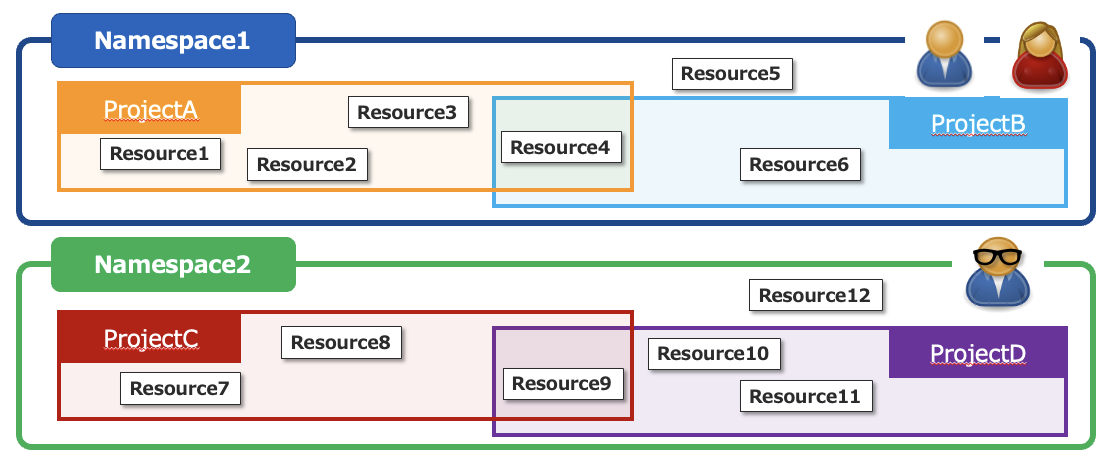 Namespace1
Resource5
ProjectA
Resource3
ProjectB
Resource4
Resource1
Resource2
Resource6
Namespace2
Resource12
ProjectC
Resource8
Resource10
ProjectD
Resource7
Resource9
Resource11